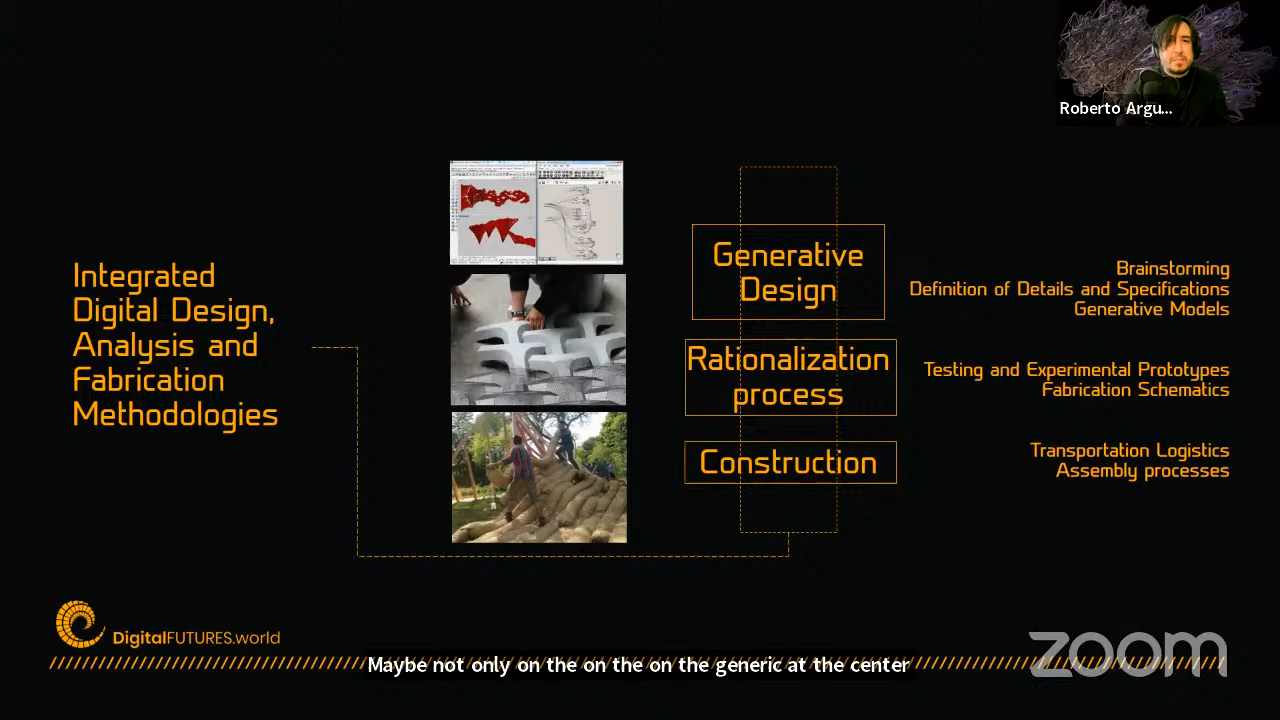 Roberto Argu...
Integrated
Digital Design,
Analysis and
Fabrication
Methodologies
Generative
Design
Brainstorming
Definition of Details and Specifications
Generative Models
Rationalization
process
Testing and Experimental Prototypes
Fabrication Schematics
Construction
Transportation Logistics
Assembly processes
DigitalFUTURES.world
zoom
Maybe not only on the on the on the generic at the center